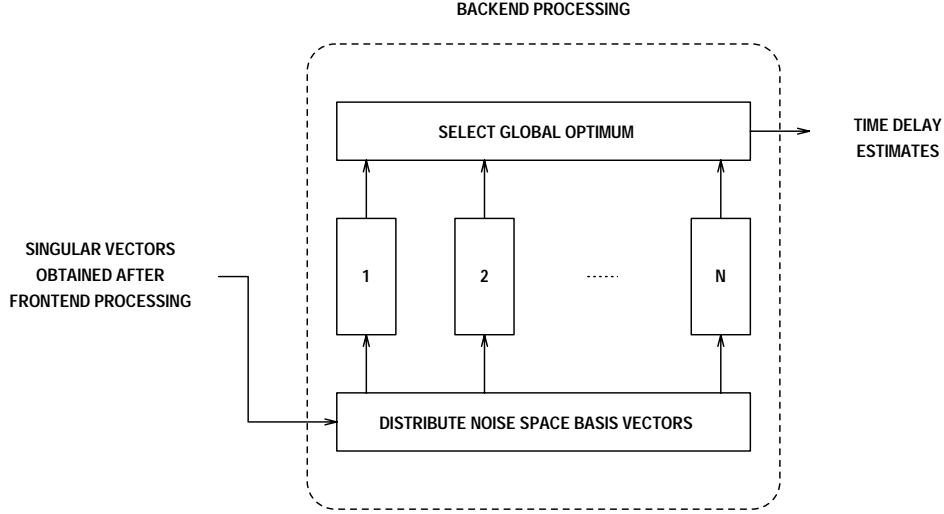 BACKEND PROCESSING
SELECT GLOBAL OPTIMUM
TIME DELAY
ESTIMATES
SINGULAR VECTORS
OBTAINED AFTER
FRONTEND PROCESSING
1
2
......
N
DISTRIBUTE NOISE SPACE BASIS VECTORS